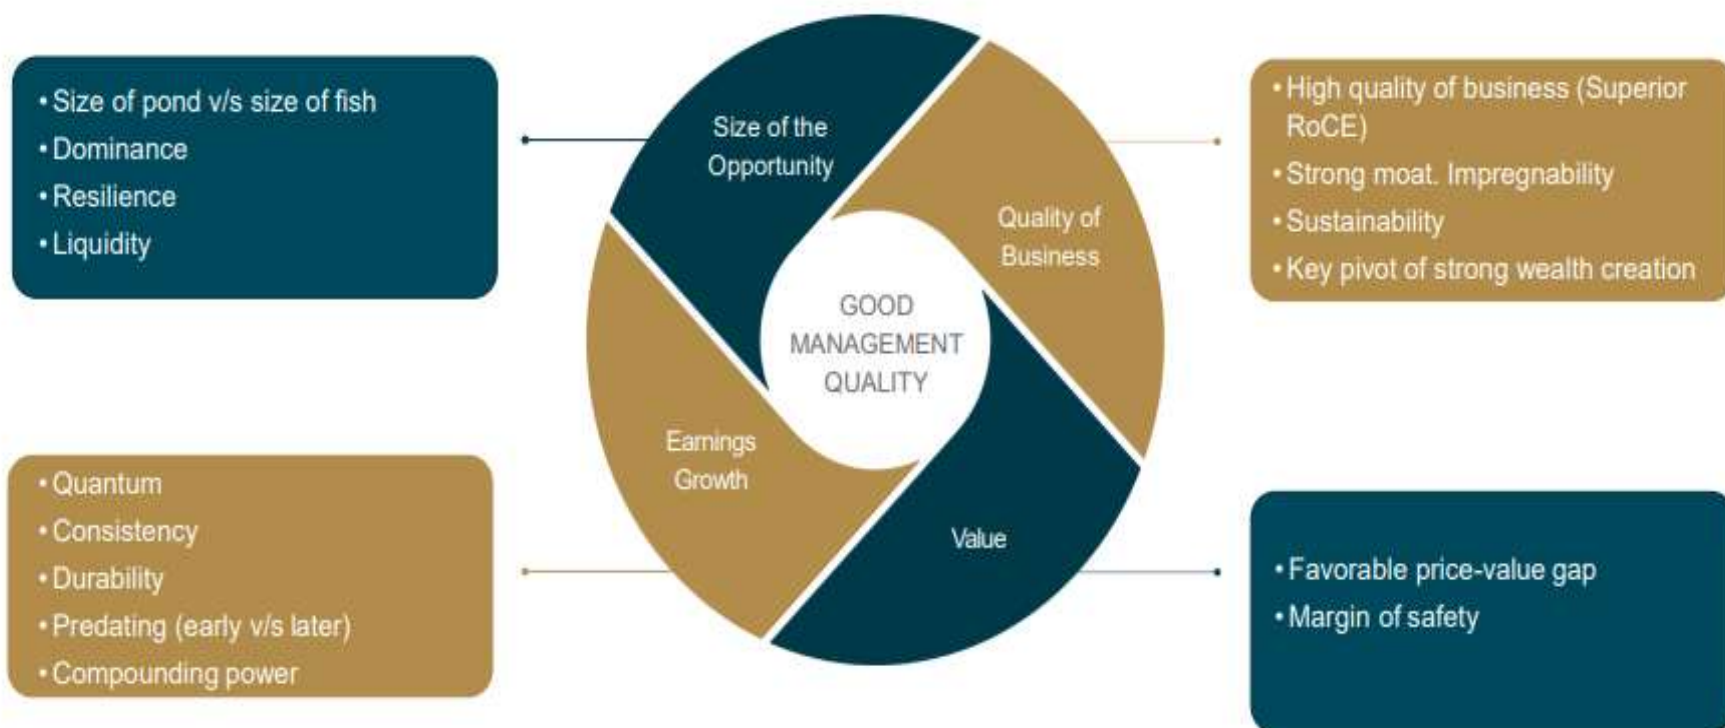 • Size of pond v/s size of fish
• Dominance
• Resilience
• Liquidity
Size of the
Opportunity
Quality of
Business
• High quality of business (Superior
RoCE)
• Strong moat. Impregnability
• Sustainability
• Key pivot of strong wealth creation
GOOD
MANAGEMENT
QUALITY
Earnings
Growth
• Quantum
• Consistency
• Durability
• Predating (early v/s later)
• Compounding power
Value
• Favorable price-value gap
• Margin of safety